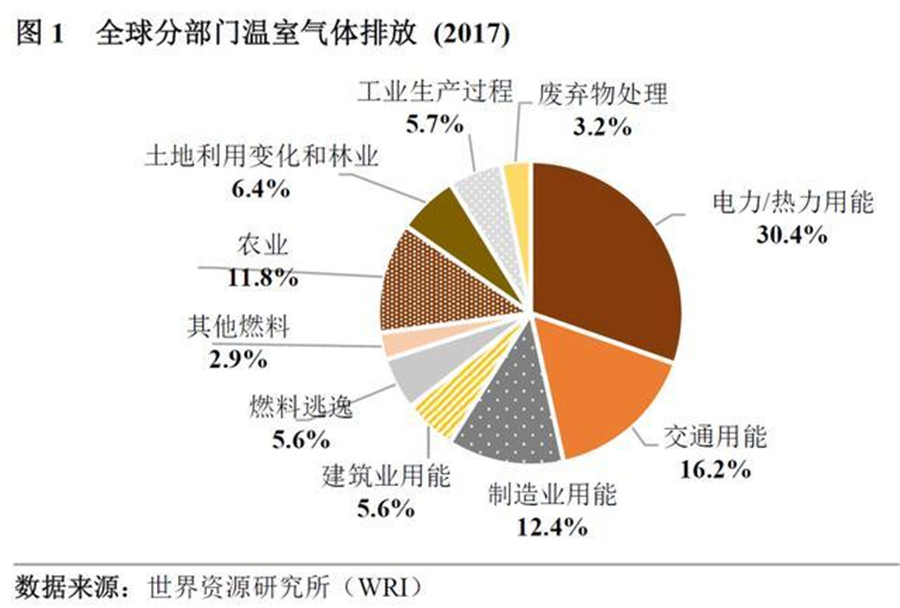 图 1 全球分部门温室气体排放 (2017)
工业生产过程
5.7%
废弃物处理
3.2%
土地利用变化和林业
6.4%
电力/热力用能
30.4%
农业
11.8%
其他燃料
2.9%
燃料逃逸
5.6%
交通用能
16.2%
建筑业用能
5.6%
制造业用能
12.4%
数据来源：世界资源研究所（WRI）